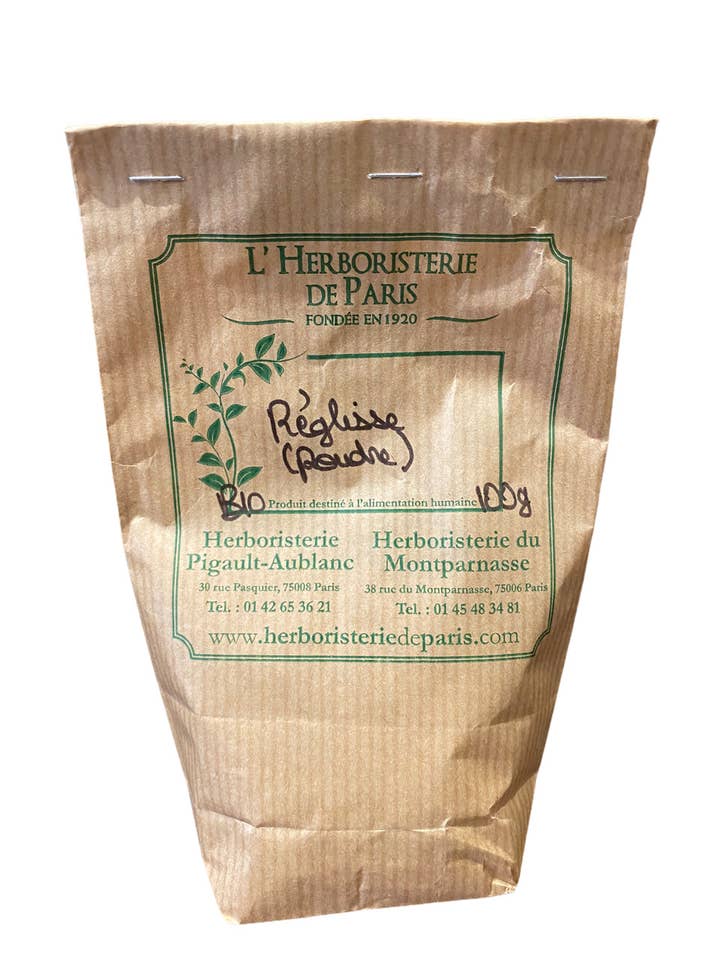 L' HERBORISTERIE
DE PARIS
FONDÉE EN 1920
Réglisse
(poudre)
BIO Produit destiné à l'alimentation humaine 100g
Herboristerie
Pigault-Aublanc
30 rue Pasquier, 75008 Paris
Tel. : 01 42 65 36 21
Herboristerie du
Montparnasse
38 rue du Montparnasse, 75006 Paris
Tel. : 01 45 48 34 81
www.herboristeriedeparis.com